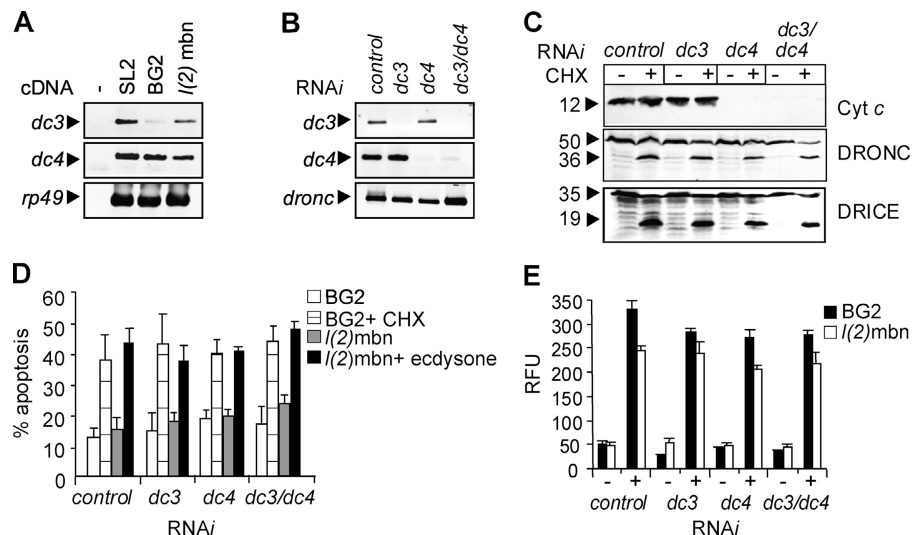 A
cDNA
-
SL2
BG2
l(2) mbn
dc3
dc4
rp49
B
RNAi
control
dc3
dc4
dc3/dc4
dc3
dc4
dronc
C
RNAi control dc3 dc4 dc3/
dc4
CHX - + - + - + - +
12 Cyt c
50
36 DRONC
35
19 DRICE
D
% apoptosis
60
50
40
30
20
10
0
control dc3 dc4 dc3/dc4
RNAi
BG2
BG2+ CHX
l(2)mbn
l(2)mbn+ ecdysone
E
RFU
350
300
250
200
150
100
50
0
- + - + - + - +
control dc3 dc4 dc3/dc4
RNAi
BG2
l(2)mbn